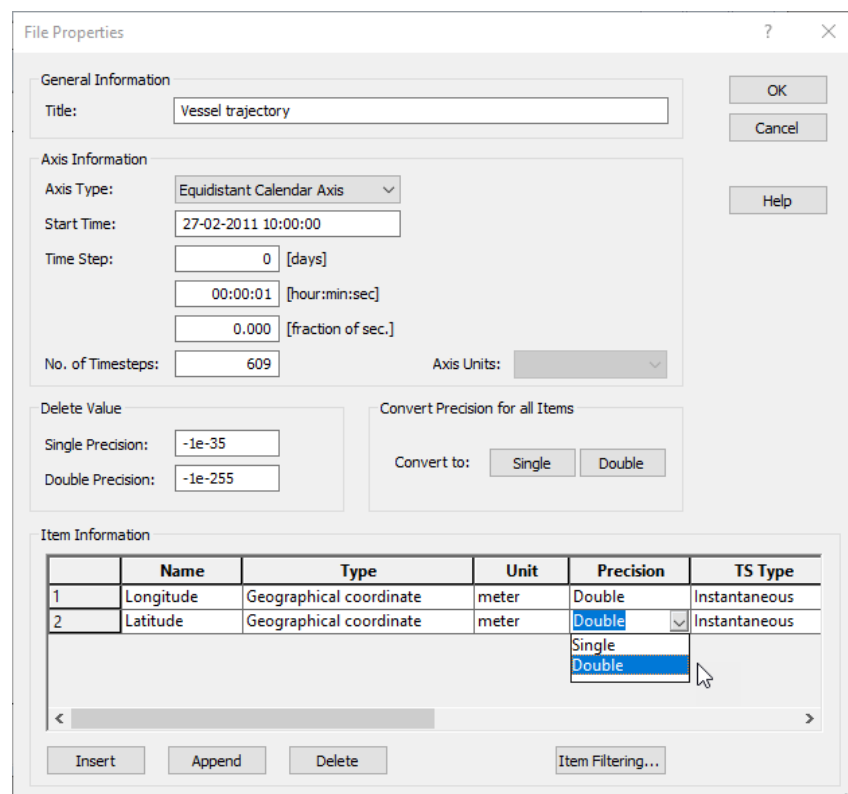 File Properties ?
General Information
Title: Vessel trajectory
OK
Cancel
Axis Information
Axis Type: Equidistant Calendar Axis
Help
Start Time: 27-02-2011 10:00:00
Time Step: 0 [days]
00:00:01 [hour:min:sec]
0.000 [fraction of sec.]
No. of Timesteps: 609 Axis Units:
Delete Value
Single Precision: -1e-35
Double Precision: -1e-255
Convert Precision for all Items
Convert to: Single Double
Item Information
Name Type Unit Precision TS Type
1 Longitude Geographical coordinate meter Double Instantaneous
2 Latitude Geographical coordinate meter Double Instantaneous
Single
Double
Insert Append Delete Item Filtering...